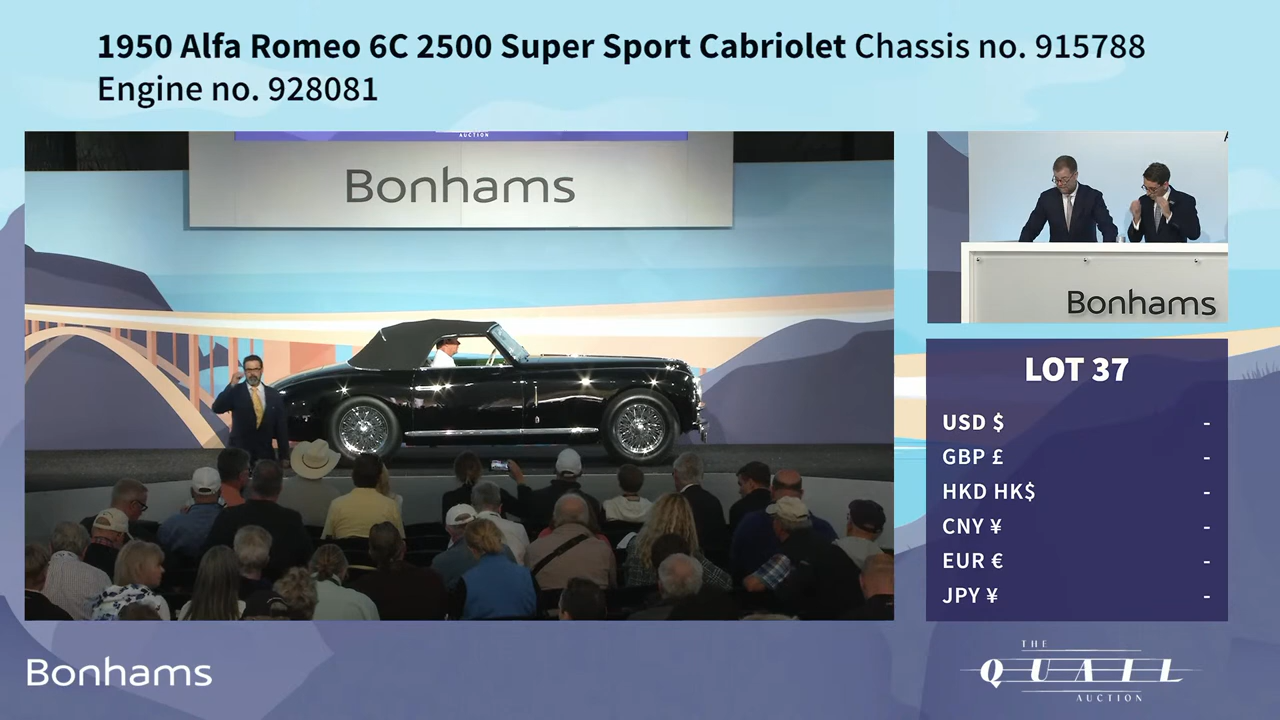 1950 Alfa Romeo 6C 2500 Super Sport Cabriolet Chassis no. 915788
Engine no. 928081
AUCTION
Bonhams
Bonhams
LOT 37
USD $ -
GBP £ -
HKD HK$ -
CNY ¥ -
EUR € -
JPY ¥ -
Bonhams
THE
QUAIL
AUCTION